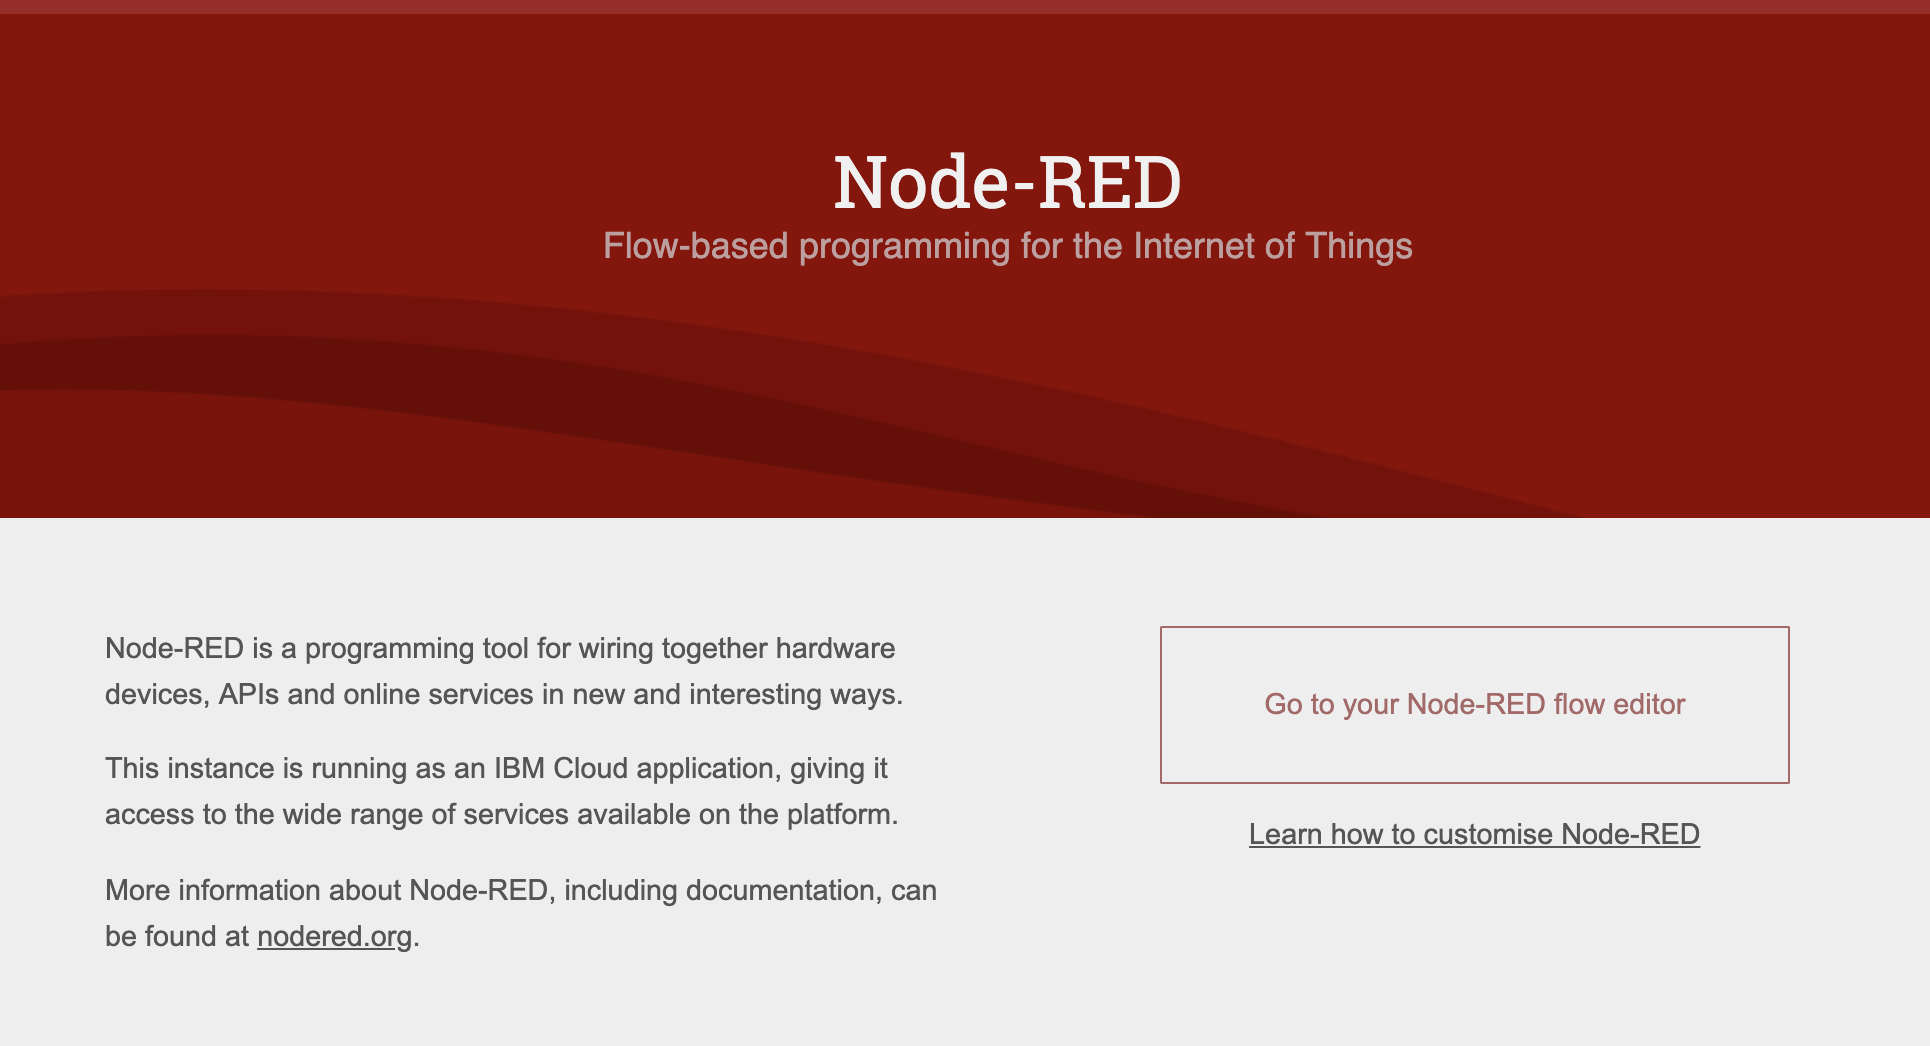 Node-RED
Flow-based programming for the Internet of Things
Node-RED is a programming tool for wiring together hardware
devices, APIs and online services in new and interesting ways.
This instance is running as an IBM Cloud application, giving it
access to the wide range of services available on the platform.
More information about Node-RED, including documentation, can
be found at nodered.org.
Go to your Node-RED flow editor
Learn how to customise Node-RED